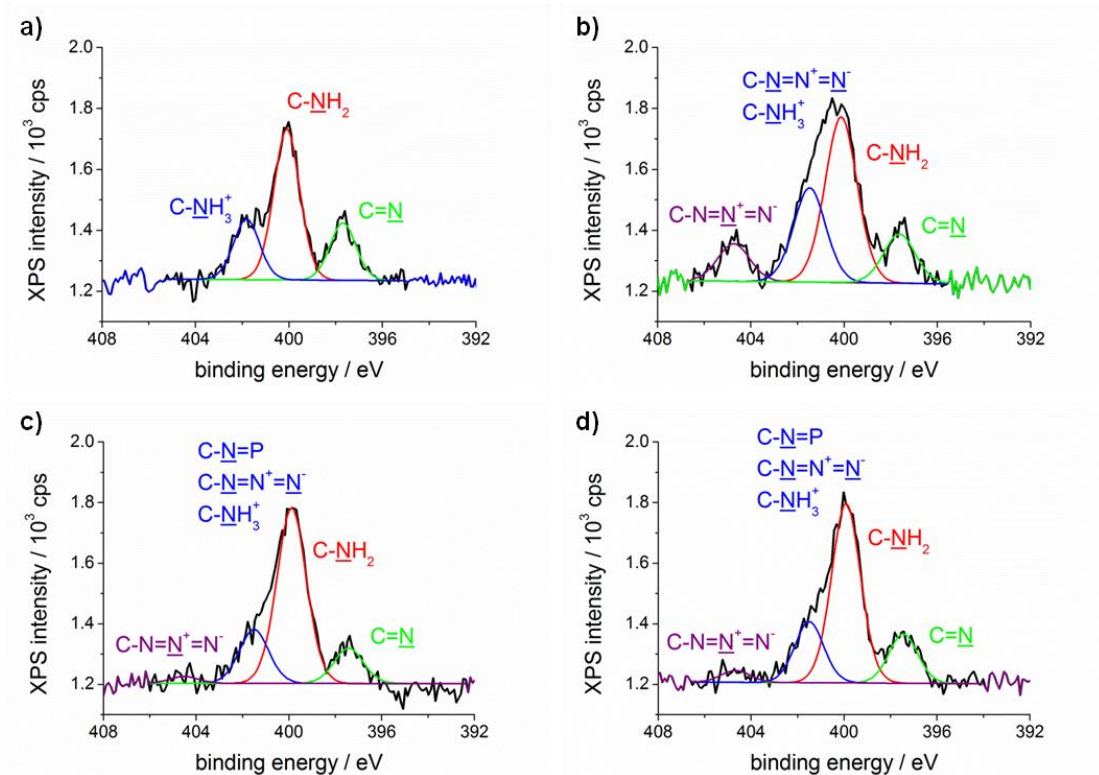 a)
2.0
1.8
1.6
1.4
1.2
XPS intensity / 10³ cps
C-NH₂
C-NH₃⁺
C=N
408 404 400 396 392
binding energy / eV
b)
2.0
1.8
1.6
1.4
1.2
XPS intensity / 10³ cps
C-N=N⁺=N⁻
C-NH₃⁺
C-NH₂
C-N=N⁺=N⁻
C=N
408 404 400 396 392
binding energy / eV
c)
2.0
1.8
1.6
1.4
1.2
XPS intensity / 10³ cps
C-N=P
C-N=N⁺=N⁻
C-NH₃⁺
C-NH₂
C-N=N⁺=N⁻
C=N
408 404 400 396 392
binding energy / eV
d)
2.0
1.8
1.6
1.4
1.2
XPS intensity / 10³ cps
C-N=P
C-N=N⁺=N⁻
C-NH₃⁺
C-NH₂
C-N=N⁺=N⁻
C=N
408 404 400 396 392
binding energy / eV